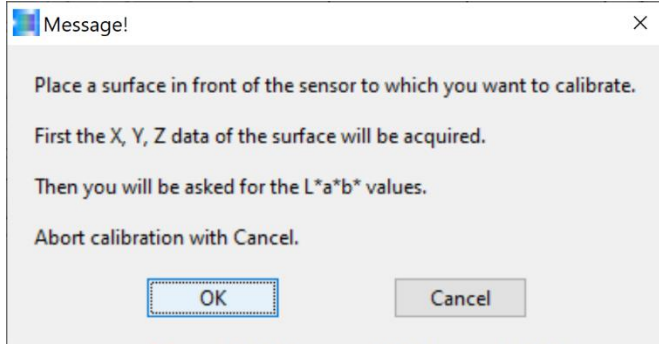 Message!
Place a surface in front of the sensor to which you want to calibrate.
First the X, Y, Z data of the surface will be acquired.
Then you will be asked for the L*a*b* values.
Abort calibration with Cancel.
OK Cancel